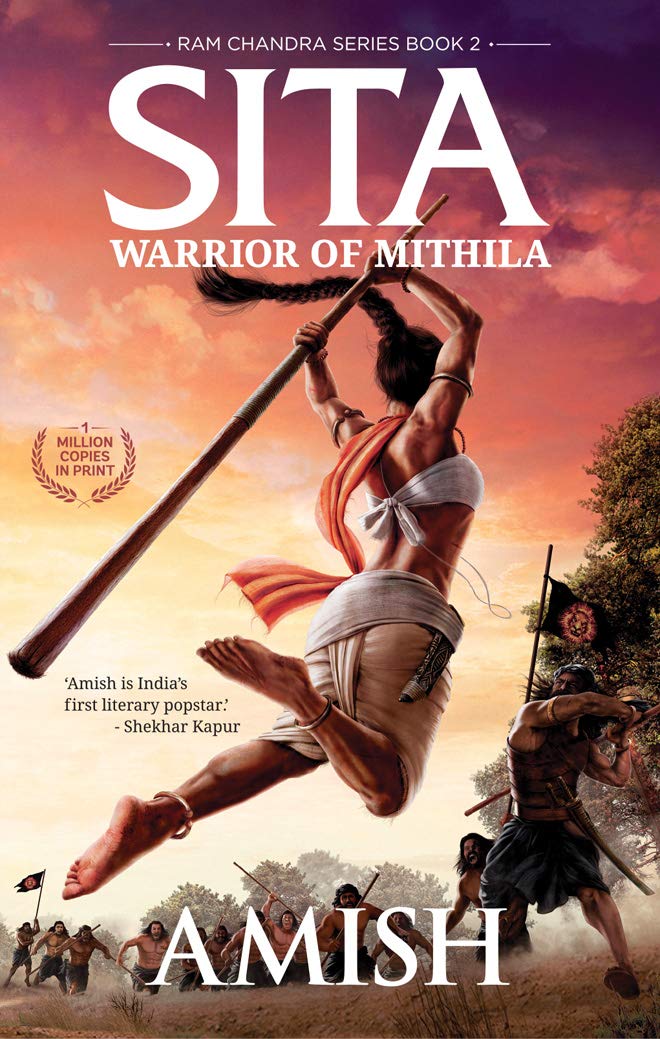 RAM CHANDRA SERIES BOOK 2
SITA
WARRIOR OF MITHILA
1
MILLION
COPIES
IN PRINT
‘Amish is India’s
first literary popstar.’
- Shekhar Kapur
AMISH